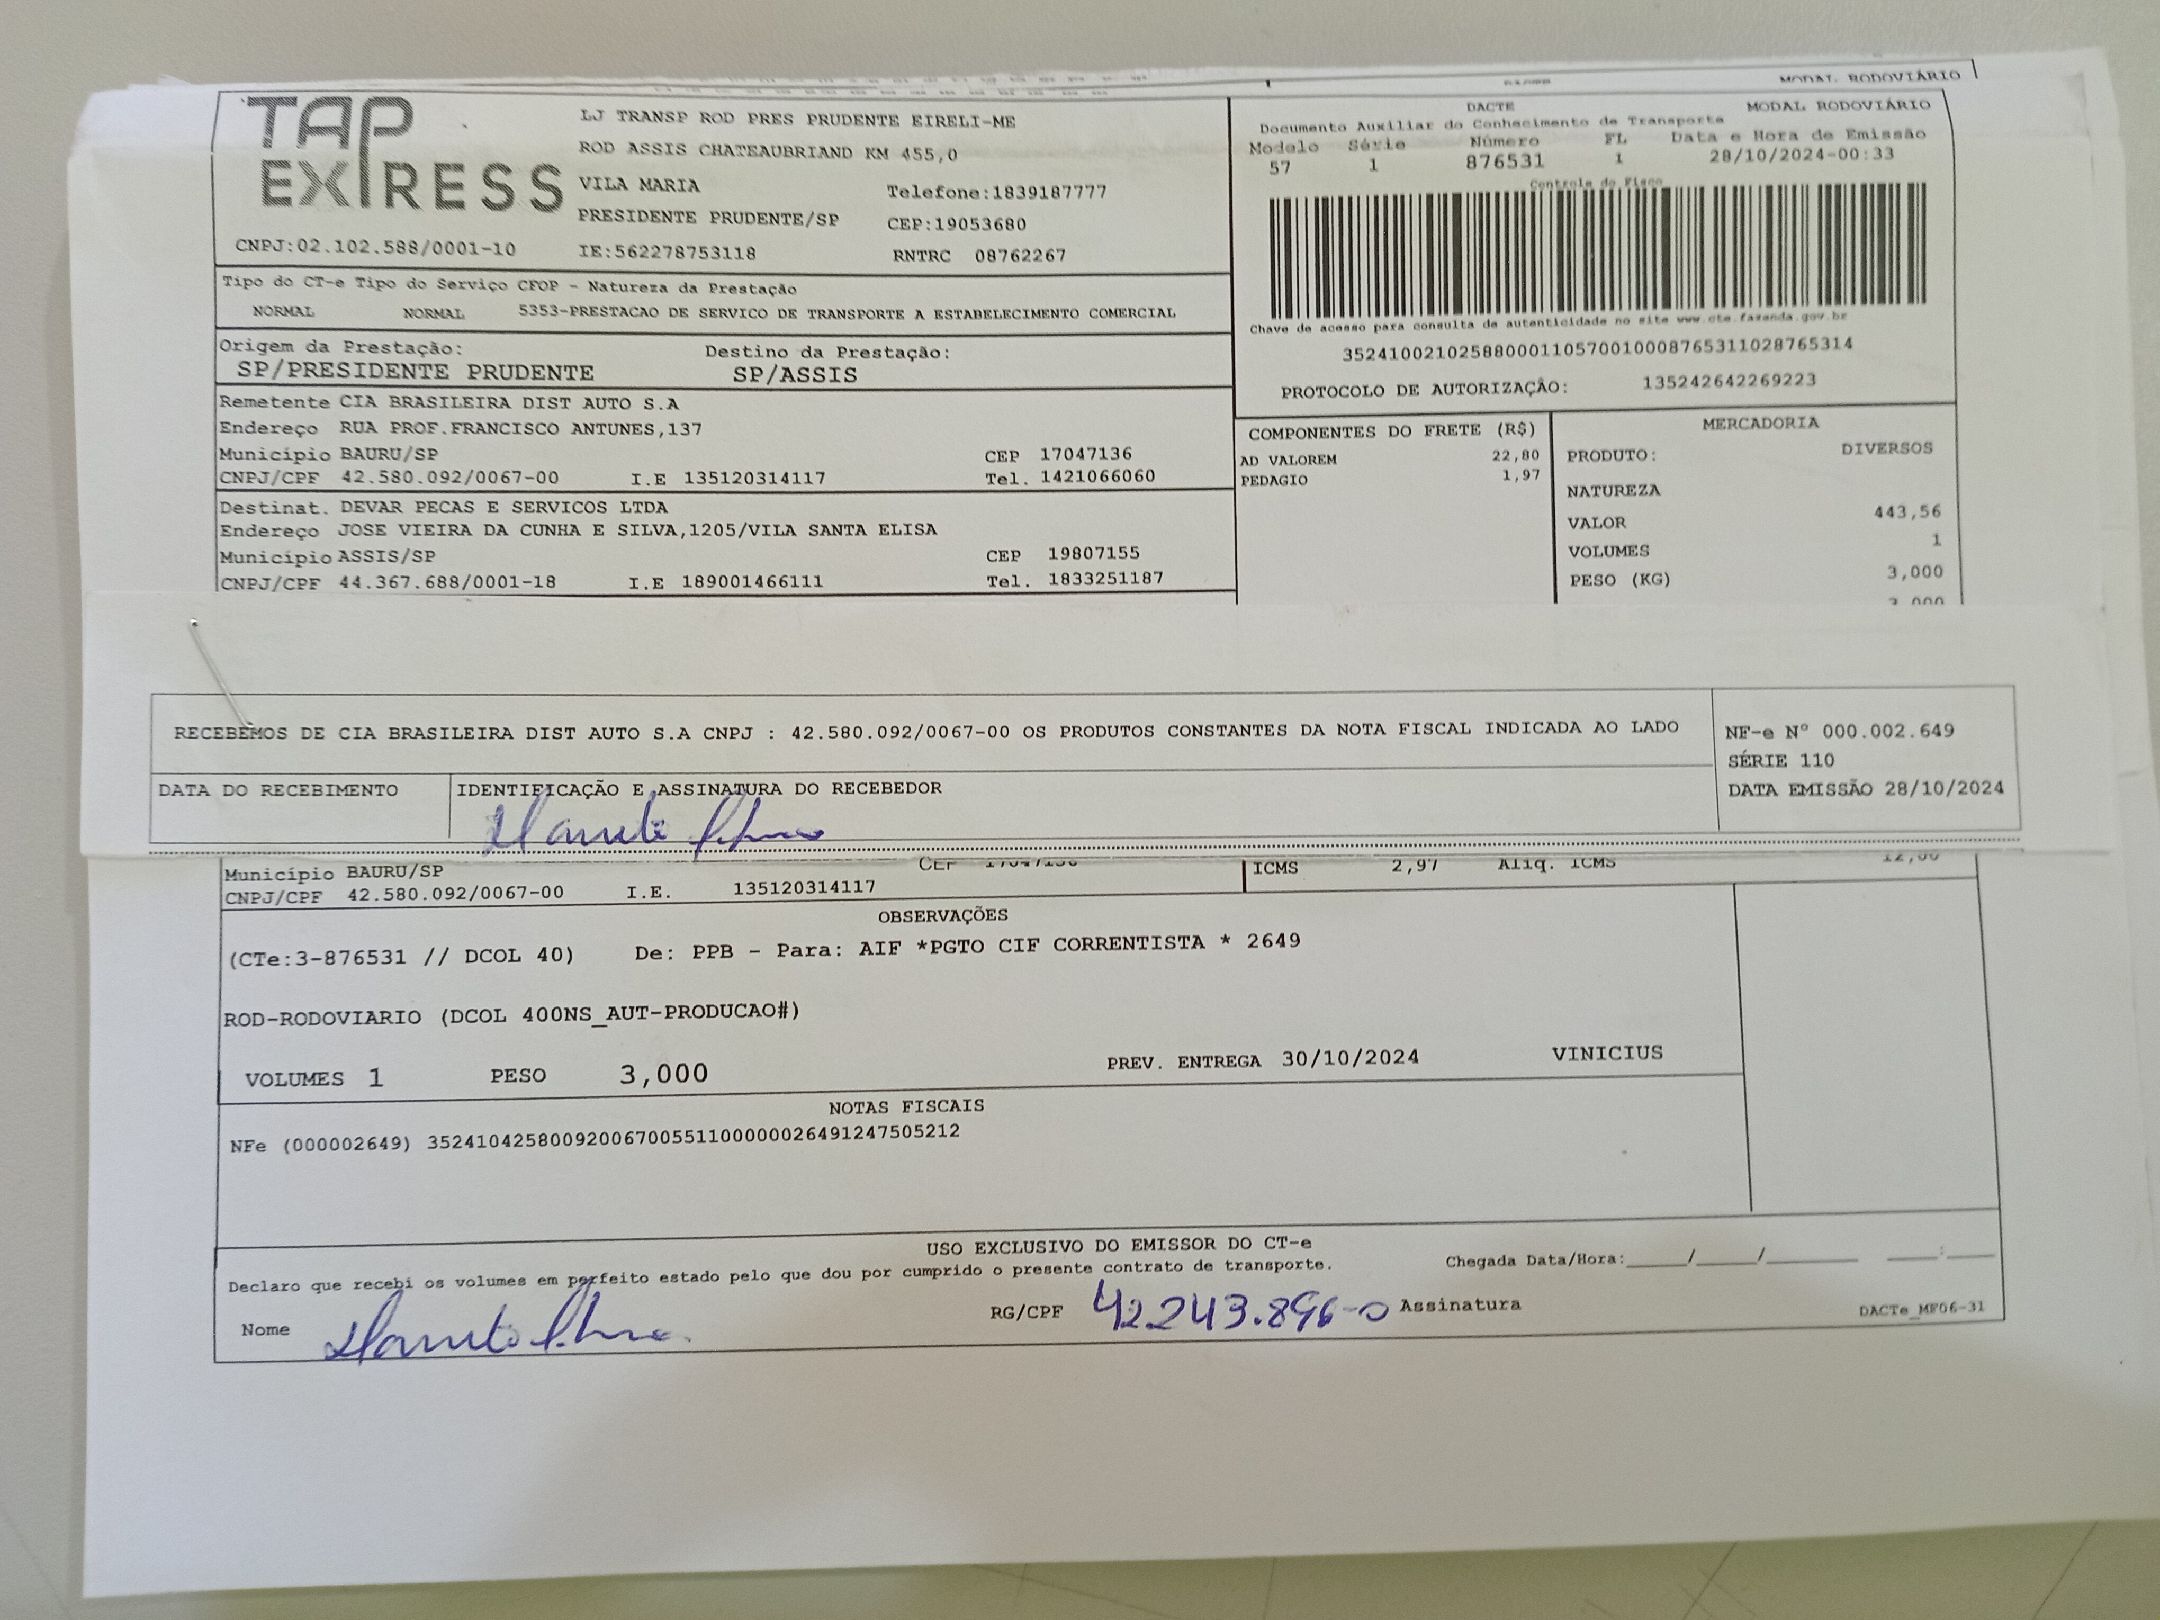 MODAL RODOVIÁRIO
TAP EXPRESS
LJ TRANSP ROD PRES PRUDENTE EIRELI-ME
ROD ASSIS CHATEAUBRIAND KM 455,0
VILA MARIA Telefone:1839187777
PRESIDENTE PRUDENTE/SP CEP:19053680
CNPJ:02.102.588/0001-10 IE:562278753118 RNTRC 08762267
DACTE MODAL RODOVIÁRIO
Documento Auxiliar do Conhecimento de Transporte
Modelo Série Número FL Data e Hora de Emissão
57 1 876531 1 28/10/2024-00:33
Controle do Fisco
Chave de acesso para consulta de autenticidade no site www.cte.fazenda.gov.br
35241002102588000110570010008765311028765314
PROTOCOLO DE AUTORIZAÇÃO: 135242642269223
Tipo do CT-e Tipo do Serviço CFOP - Natureza da Prestação
NORMAL NORMAL 5353-PRESTACAO DE SERVICO DE TRANSPORTE A ESTABELECIMENTO COMERCIAL
Origem da Prestação: Destino da Prestação:
SP/PRESIDENTE PRUDENTE SP/ASSIS
Remetente CIA BRASILEIRA DIST AUTO S.A
Endereço RUA PROF.FRANCISCO ANTUNES,137
Município BAURU/SP CEP 17047136
CNPJ/CPF 42.580.092/0067-00 I.E 135120314117 Tel. 1421066060
Destinat. DEVAR PECAS E SERVICOS LTDA
Endereço JOSE VIEIRA DA CUNHA E SILVA,1205/VILA SANTA ELISA
Município ASSIS/SP CEP 19807155
CNPJ/CPF 44.367.688/0001-18 I.E 189001466111 Tel. 1833251187
COMPONENTES DO FRETE (R$)
AD VALOREM 22,80
PEDAGIO 1,97
MERCADORIA
PRODUTO: DIVERSOS
NATUREZA
VALOR 443,56
VOLUMES 1
PESO (KG) 3,000
RECEBEMOS DE CIA BRASILEIRA DIST AUTO S.A CNPJ : 42.580.092/0067-00 OS PRODUTOS CONSTANTES DA NOTA FISCAL INDICADA AO LADO
NF-e Nº 000.002.649
SÉRIE 110
DATA EMISSÃO 28/10/2024
DATA DO RECEBIMENTO IDENTIFICAÇÃO E ASSINATURA DO RECEBEDOR
Município BAURU/SP CEP 17047136
ICMS 2,97 Aliq. ICMS 12,00
CNPJ/CPF 42.580.092/0067-00 I.E. 135120314117
OBSERVAÇÕES
(CTe:3-876531 // DCOL 40) De: PPB - Para: AIF *PGTO CIF CORRENTISTA * 2649
ROD-RODOVIARIO (DCOL 400NS_AUT-PRODUCAO#)
VOLUMES 1 PESO 3,000 PREV. ENTREGA 30/10/2024 VINICIUS
NOTAS FISCAIS
NFe (000002649) 35241042580092006700551100000026491247505212
USO EXCLUSIVO DO EMISSOR DO CT-e
Declaro que recebi os volumes em perfeito estado pelo que dou por cumprido o presente contrato de transporte. Chegada Data/Hora:____/____/______ ___:___
Nome RG/CPF 42.243.896-0 Assinatura DACTe_MF06-31